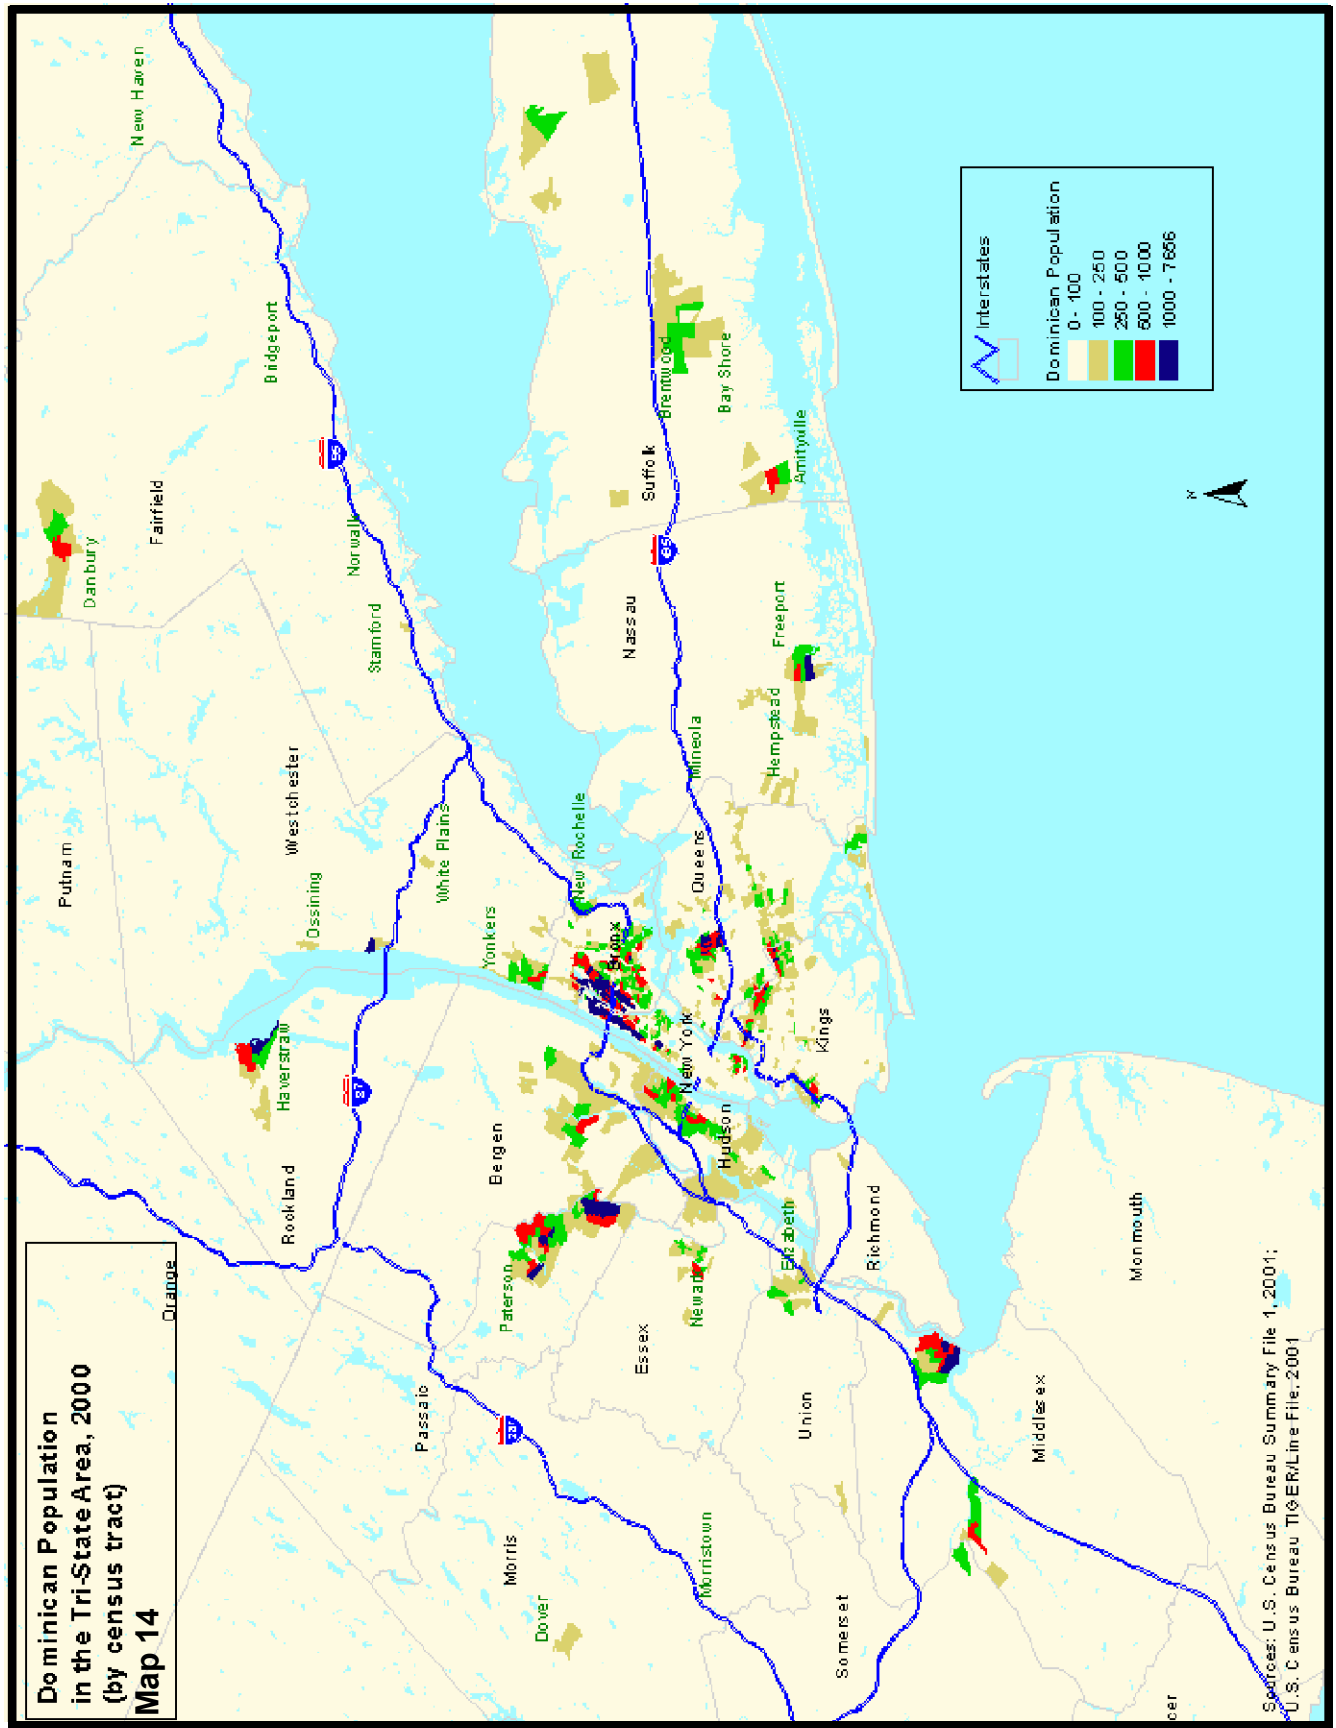 Dominican Population
in the Tri-State Area, 2000
(by census tract)
Map 14
New Haven
Bridgeport
Fairfield
Danbury
Norwalk
Stamford
Putnam
Westchester
Ossining
White Plains
Yonkers
New Rochelle
Haverstraw
Rockland
Orange
Bergen
Bronx
New York
Hudson
Queens
Kings
Mineola
Nassau
Hempstead
Freeport
Suffolk
Brentwood
Bay Shore
Amityville
Paterson
Passaic
Essex
Newark
Elizabeth
Richmond
Union
Morris
Dover
Morristown
Somerset
Middlesex
Monmouth
cer
95
87
N
Interstates
Dominican Population
0 - 100
100 - 250
250 - 500
500 - 1000
1000 - 7656
Sources: U.S. Census Bureau Summary File 1, 2001;
U.S. Census Bureau TIGER/Line File, 2001